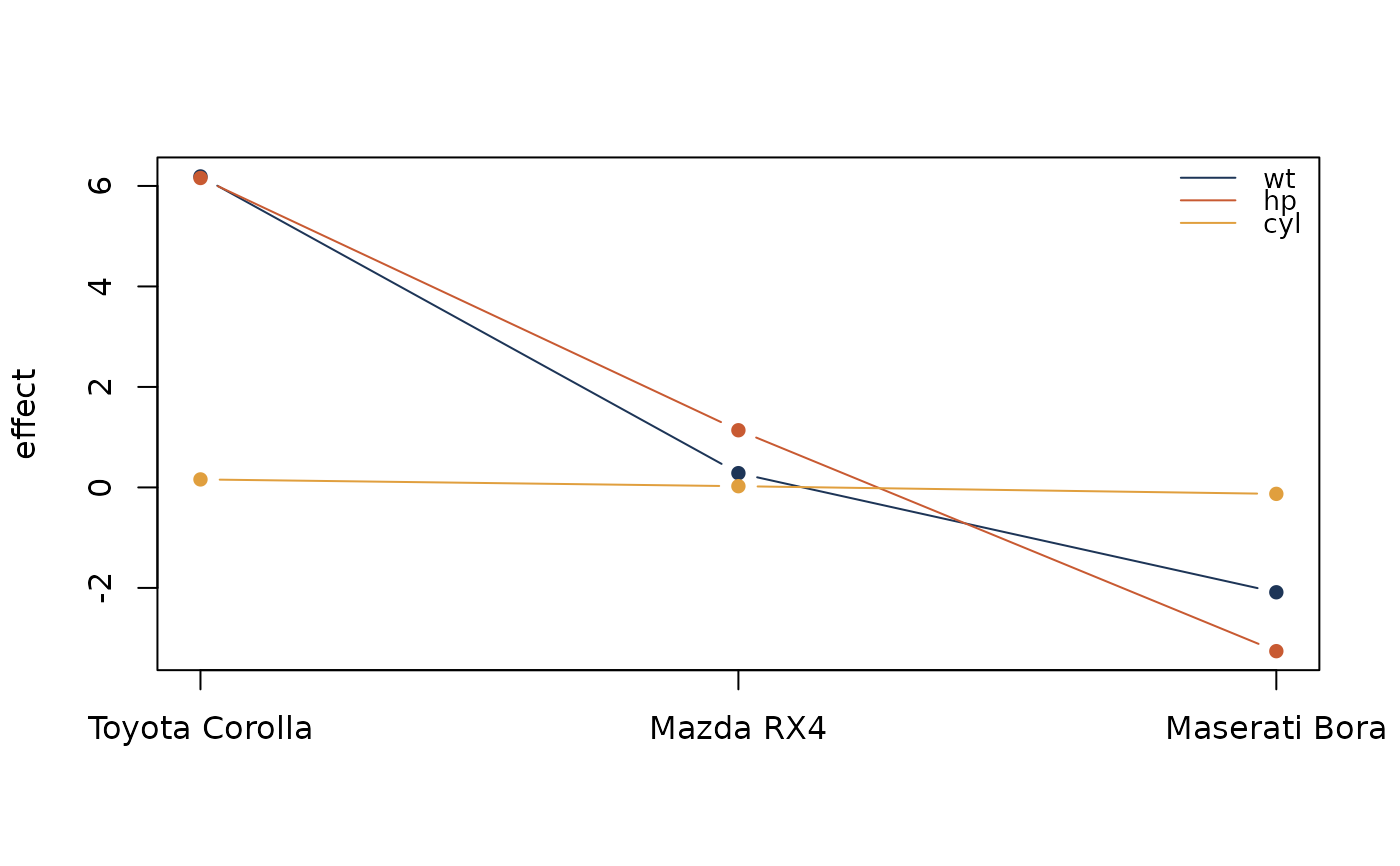 effect
6
4
2
0
-2
wt
hp
cyl
Toyota Corolla
Mazda RX4
Maserati Bora